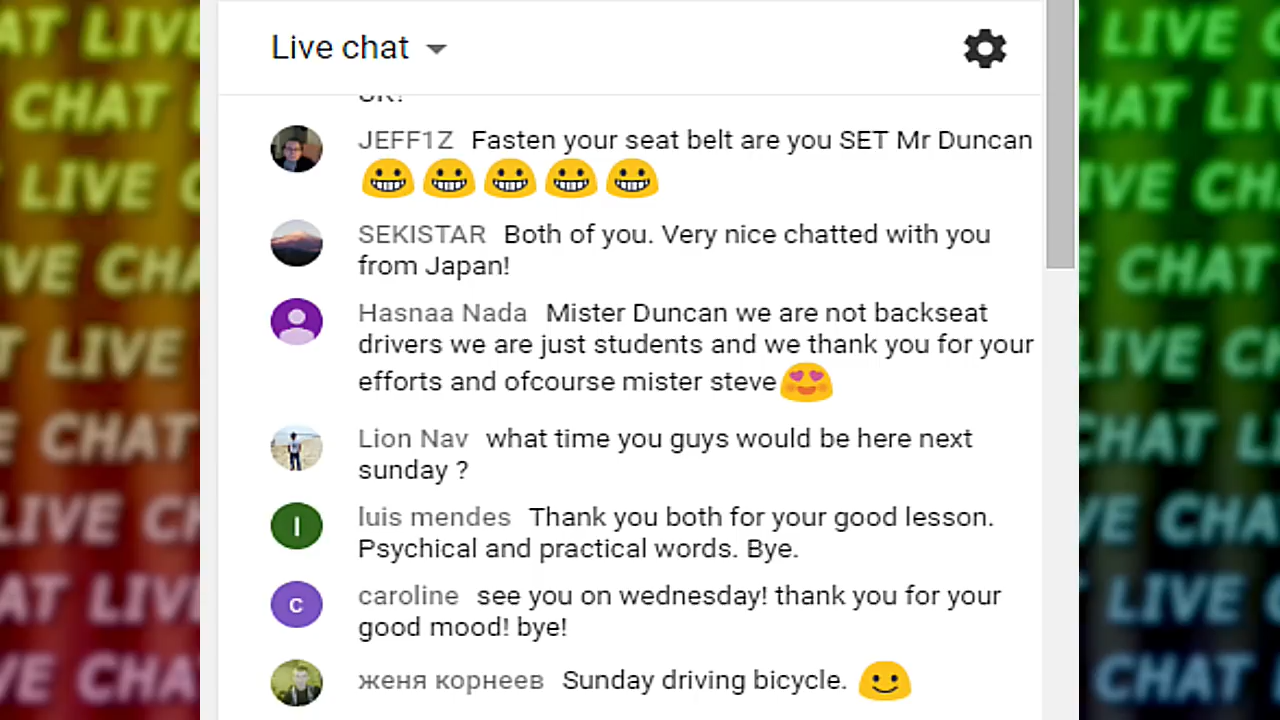 Live chat
JEFF1Z Fasten your seat belt are you SET Mr Duncan
😀😀😀😀😀
SEKISTAR Both of you. Very nice chatted with you
from Japan!
Hasnaa Nada Mister Duncan we are not backseat
drivers we are just students and we thank you for your
efforts and ofcourse mister steve😍
Lion Nav what time you guys would be here next
sunday ?
I
luis mendes Thank you both for your good lesson.
Psychical and practical words. Bye.
c
caroline see you on wednesday! thank you for your
good mood! bye!
женя корнеев Sunday driving bicycle. 🙂